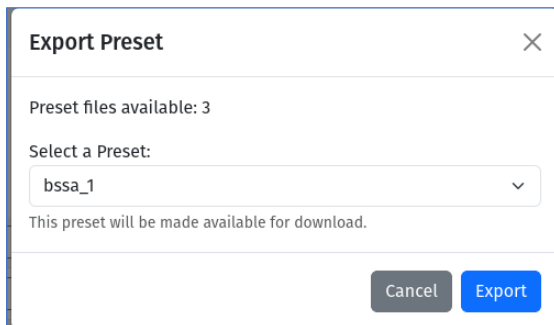 Export Preset
Preset files available: 3
Select a Preset:
bssa_1
This preset will be made available for download.
Cancel Export